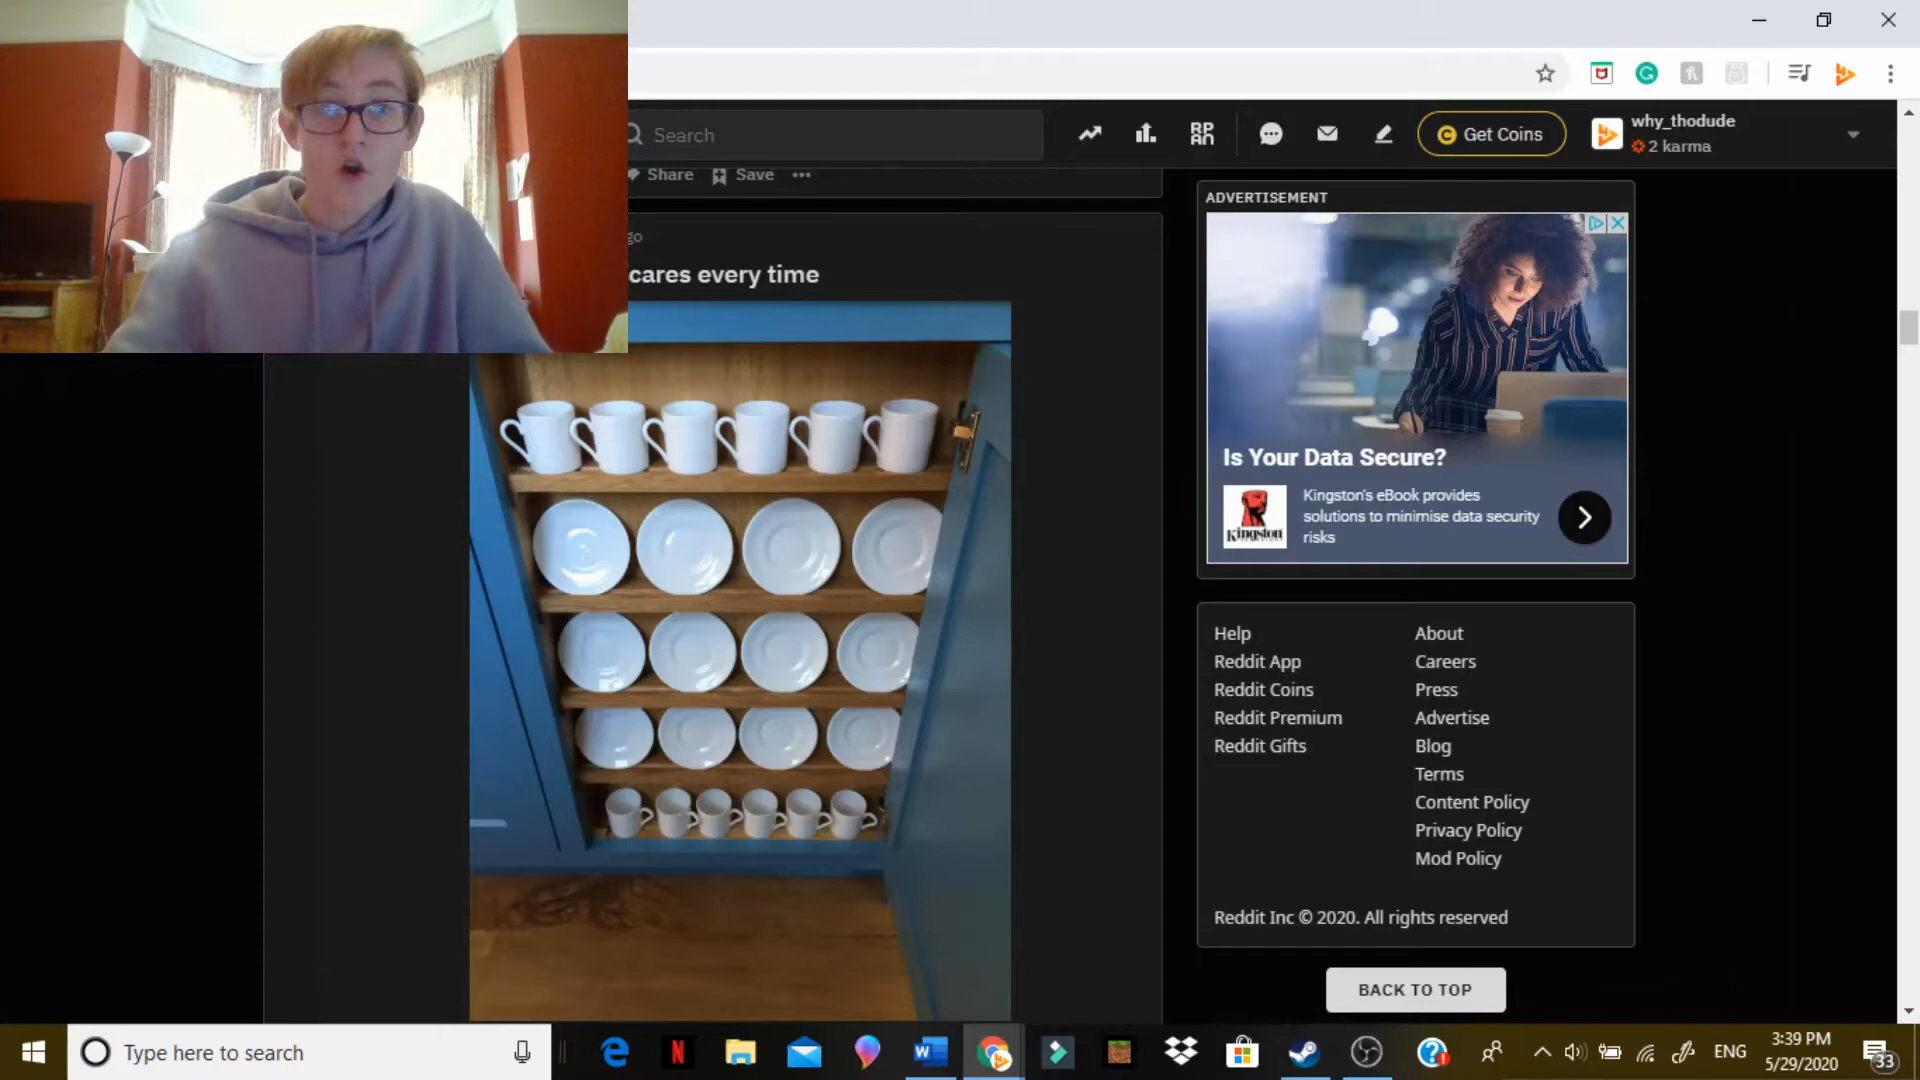 Search
RP
AN
Get Coins
why_thodude
2 karma
Share
Save
go
cares every time
ADVERTISEMENT
Is Your Data Secure?
Kingston's eBook provides
solutions to minimise data security
risks
Kingston
Help
Reddit App
Reddit Coins
Reddit Premium
Reddit Gifts
About
Careers
Press
Advertise
Blog
Terms
Content Policy
Privacy Policy
Mod Policy
Reddit Inc © 2020. All rights reserved
BACK TO TOP
Type here to search
ENG
3:39 PM
5/29/2020
33